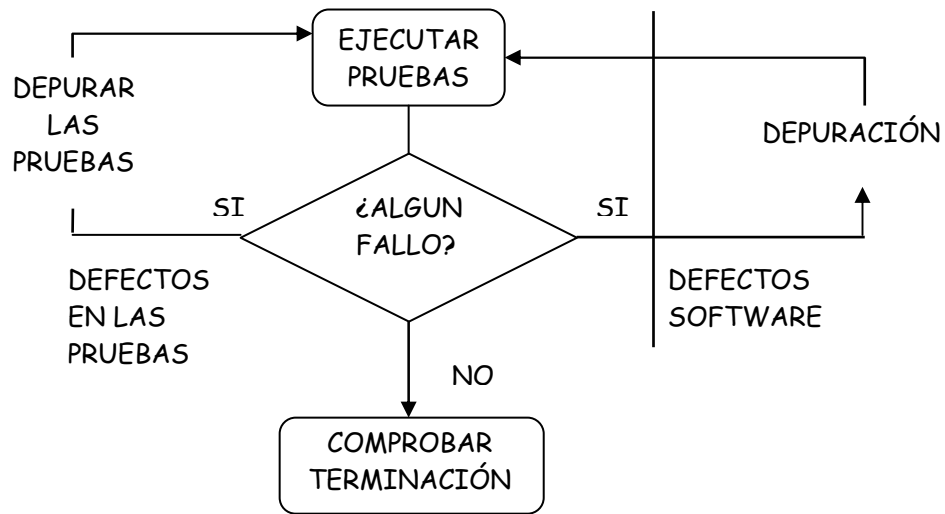 EJECUTAR
PRUEBAS
DEPURAR
LAS
PRUEBAS
DEPURACIÓN
SI
¿ALGUN
FALLO?
SI
DEFECTOS
EN LAS
PRUEBAS
DEFECTOS
SOFTWARE
NO
COMPROBAR
TERMINACIÓN